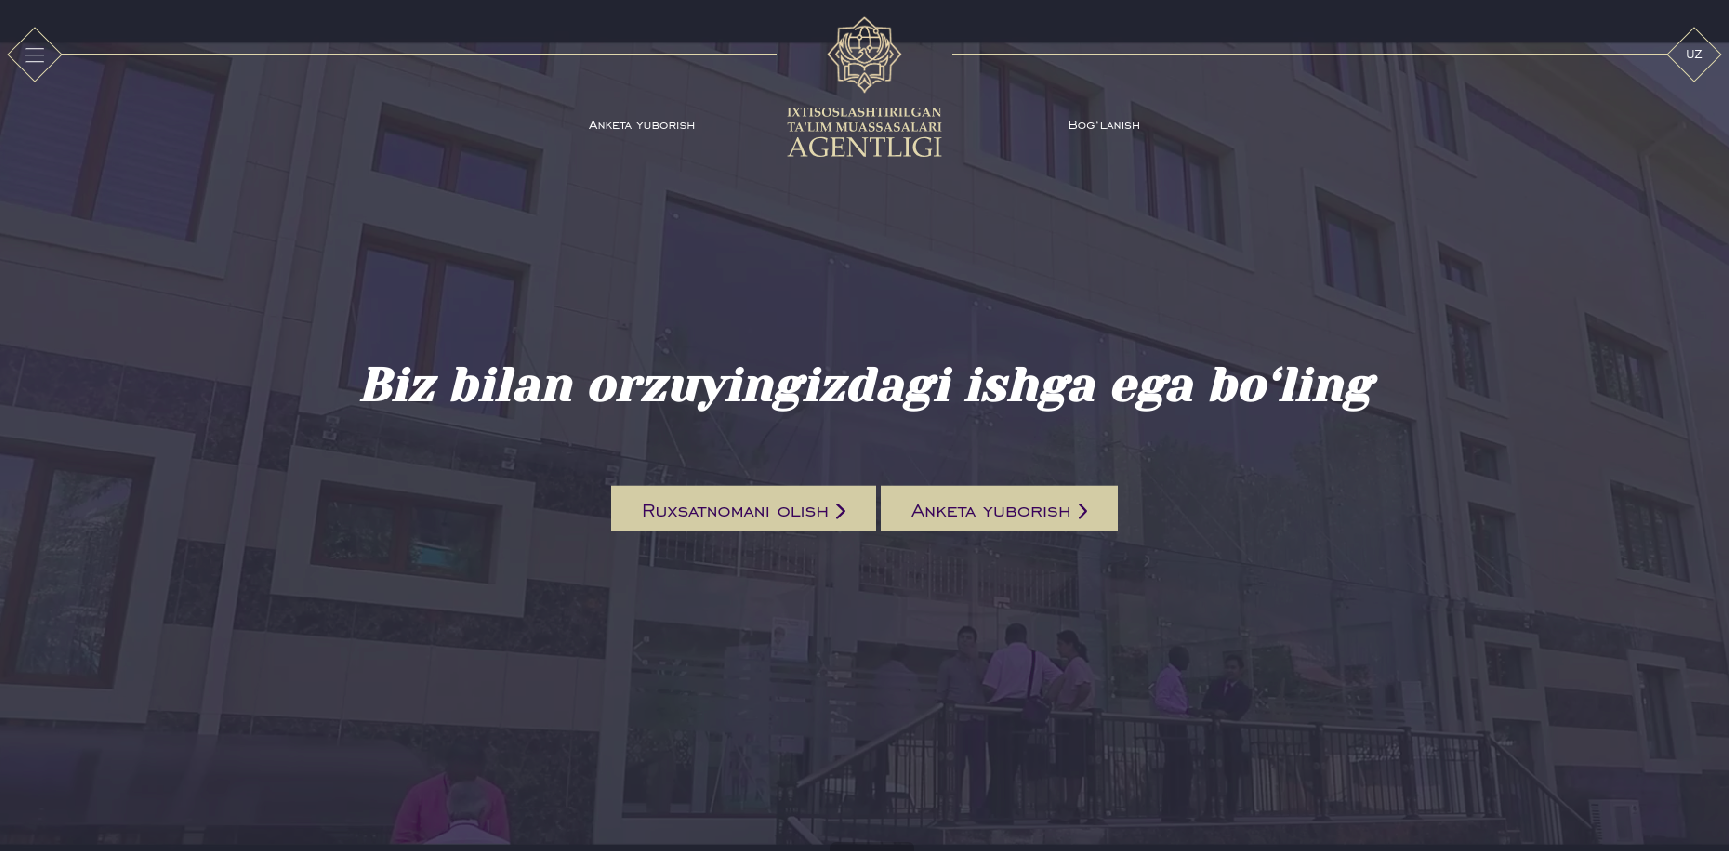 UZ
IXTISOSLASHTIRILGAN
TA'LIM MUASSASALARI
AGENTLIGI
Anketa yuborish
Bog'lanish
Biz bilan orzuyingizdagi ishga ega bo‘ling
Ruxsatnomani olish
Anketa yuborish